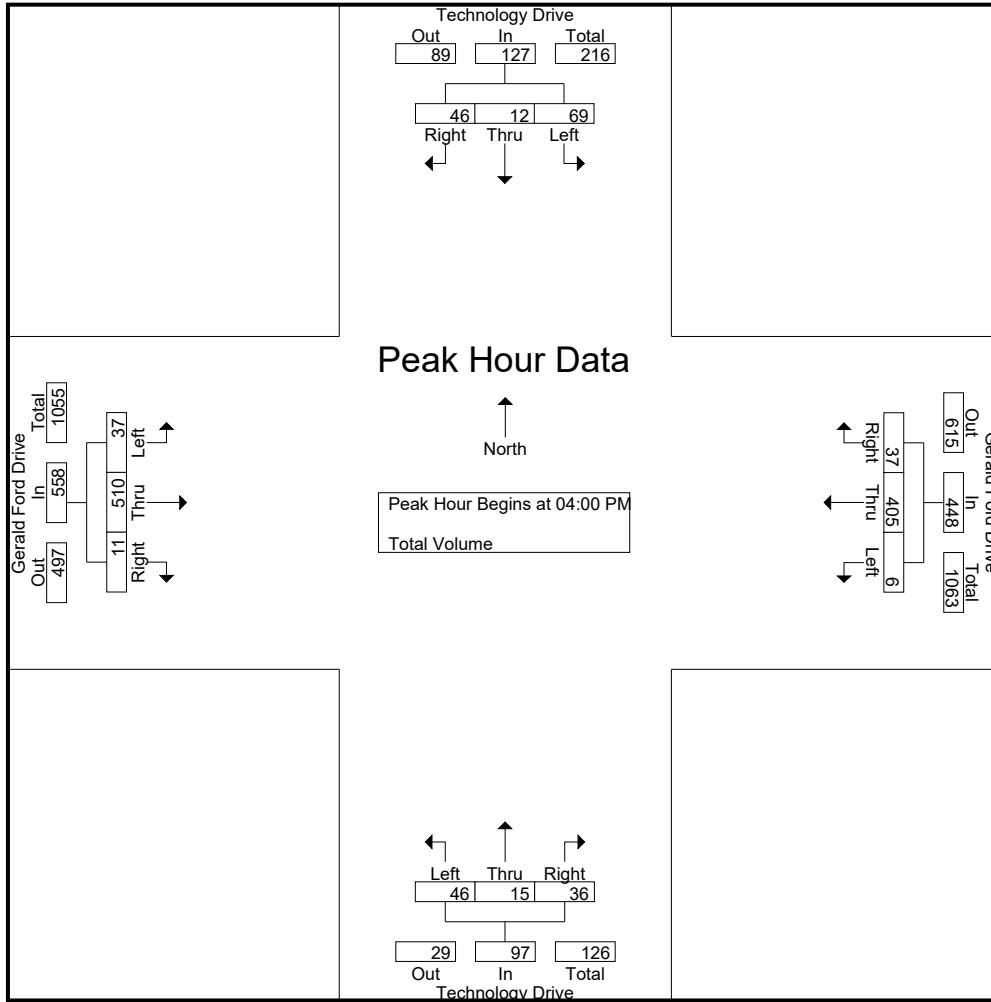 Technology Drive
Out In Total
89 127 216
46 12 69
Right Thru Left
Peak Hour Data
North
Peak Hour Begins at 04:00 PM
Total Volume
Gerald Ford Drive
Out In Total
497 558 1055
37 510 11
Left Thru Right
Gerald Ford Drive
Out In Total
615 448 1063
37 405 6
Right Thru Left
Left Thru Right
46 15 36
29 97 126
Out In Total
Technology Drive